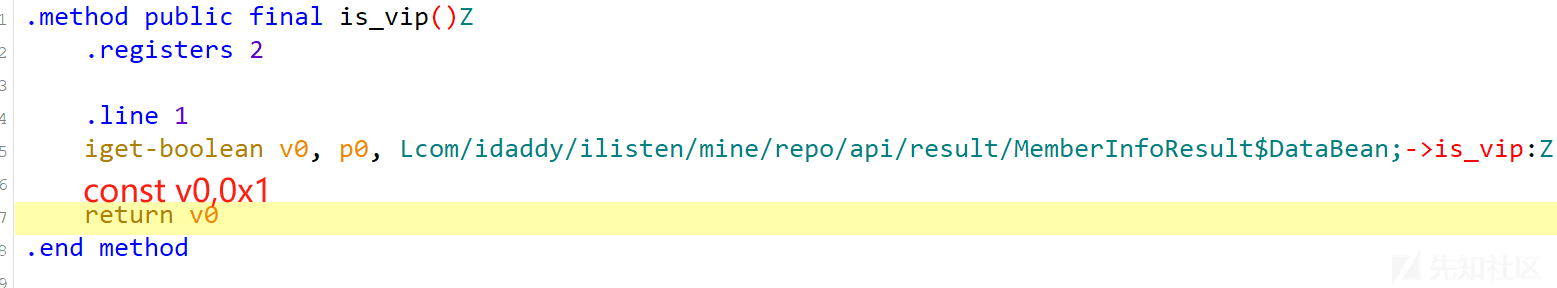 1 .method public final is_vip()Z
2 .registers 2
3
4 .line 1
5 iget-boolean v0, p0, Lcom/idaddy/ilisten/mine/repo/api/result/MemberInfoResult$DataBean;->is_vip:Z
6 const v0,0x1
7 return v0
8 .end method
9
先知社区